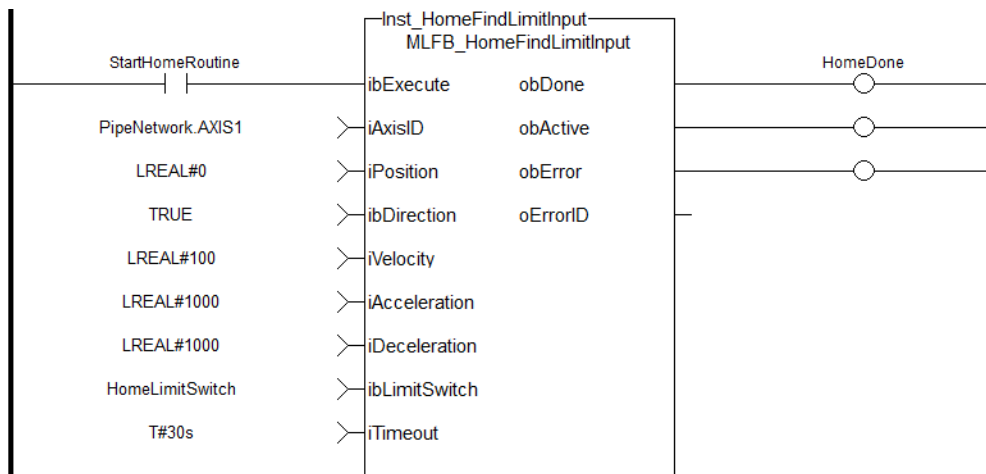 Inst_HomeFindLimitInput
MLFB_HomeFindLimitInput
StartHomeRoutine
HomeDone
ibExecute obDone
PipeNetwork.AXIS1 iAxisID obActive
LREAL#0 iPosition obError
TRUE ibDirection oErrorID
LREAL#100 iVelocity
LREAL#1000 iAcceleration
LREAL#1000 iDeceleration
HomeLimitSwitch ibLimitSwitch
T#30s iTimeout